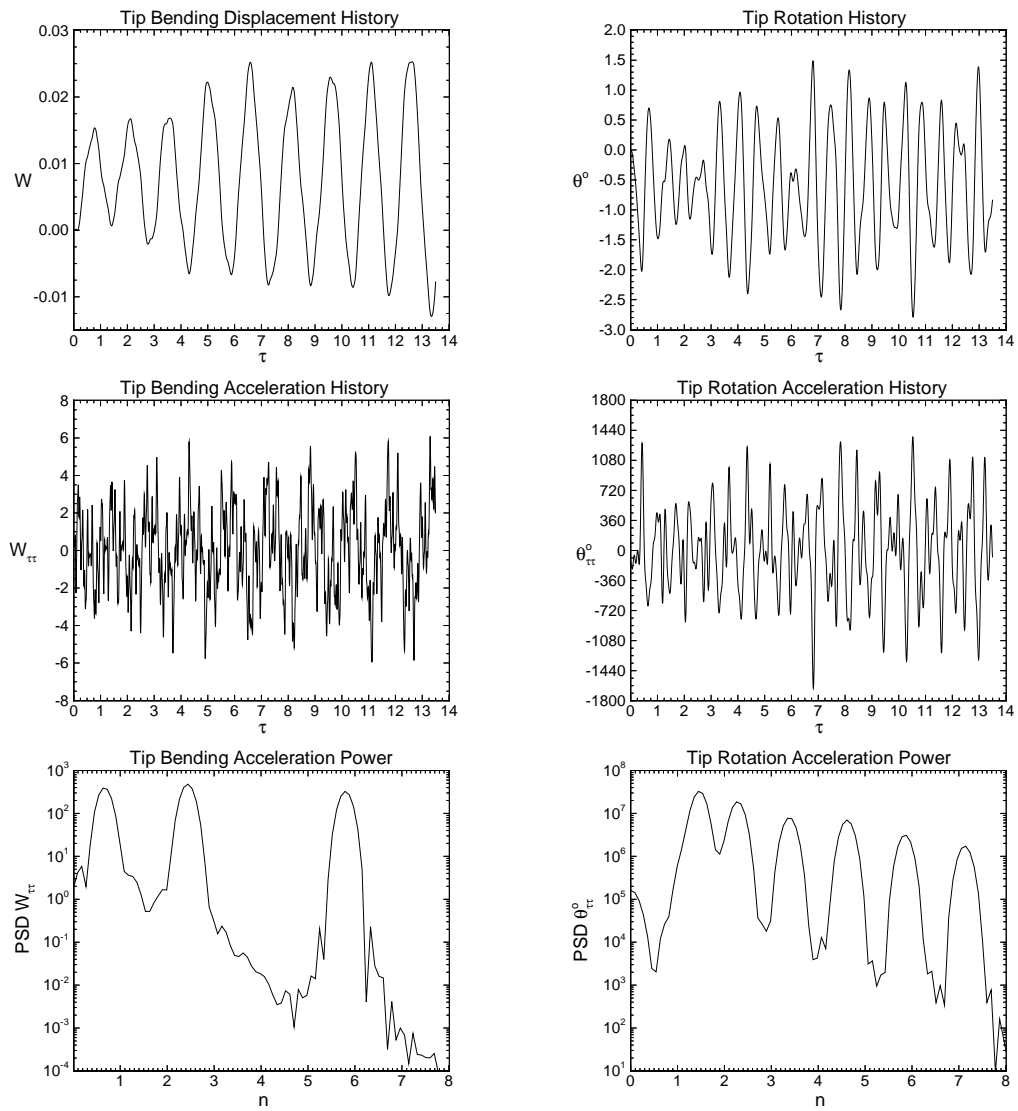 Tip Bending Displacement History
0.03
0.02
0.01
0.00
-0.01
W
0 1 2 3 4 5 6 7 8 9 10 11 12 13 14
τ
Tip Rotation History
2.0
1.5
1.0
0.5
0.0
-0.5
-1.0
-1.5
-2.0
-2.5
-3.0
θ°
0 1 2 3 4 5 6 7 8 9 10 11 12 13 14
τ
Tip Bending Acceleration History
8
6
4
2
0
-2
-4
-6
-8
W_ττ
0 1 2 3 4 5 6 7 8 9 10 11 12 13 14
τ
Tip Rotation Acceleration History
1800
1440
1080
720
360
0
-360
-720
-1080
-1440
-1800
θ°_ττ
0 1 2 3 4 5 6 7 8 9 10 11 12 13 14
τ
Tip Bending Acceleration Power
10³
10²
10¹
10⁰
10⁻¹
10⁻²
10⁻³
10⁻⁴
PSD W_ττ
1 2 3 4 5 6 7 8
n
Tip Rotation Acceleration Power
10⁸
10⁷
10⁶
10⁵
10⁴
10³
10²
10¹
PSD θ°_ττ
0 1 2 3 4 5 6 7 8
n